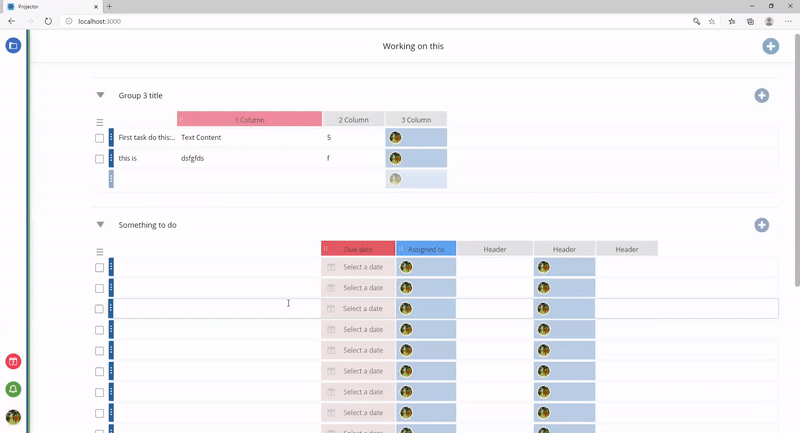 Projector
localhost:3000
Working on this
Group 3 title
1 Column 2 Column 3 Column
First task do this:... Text Content 5
this is dsfgfds f
Something to do
Due date Assigned to Header Header Header
Select a date
Select a date
Select a date
Select a date
Select a date
Select a date
Select a date
Select a date
Select a date